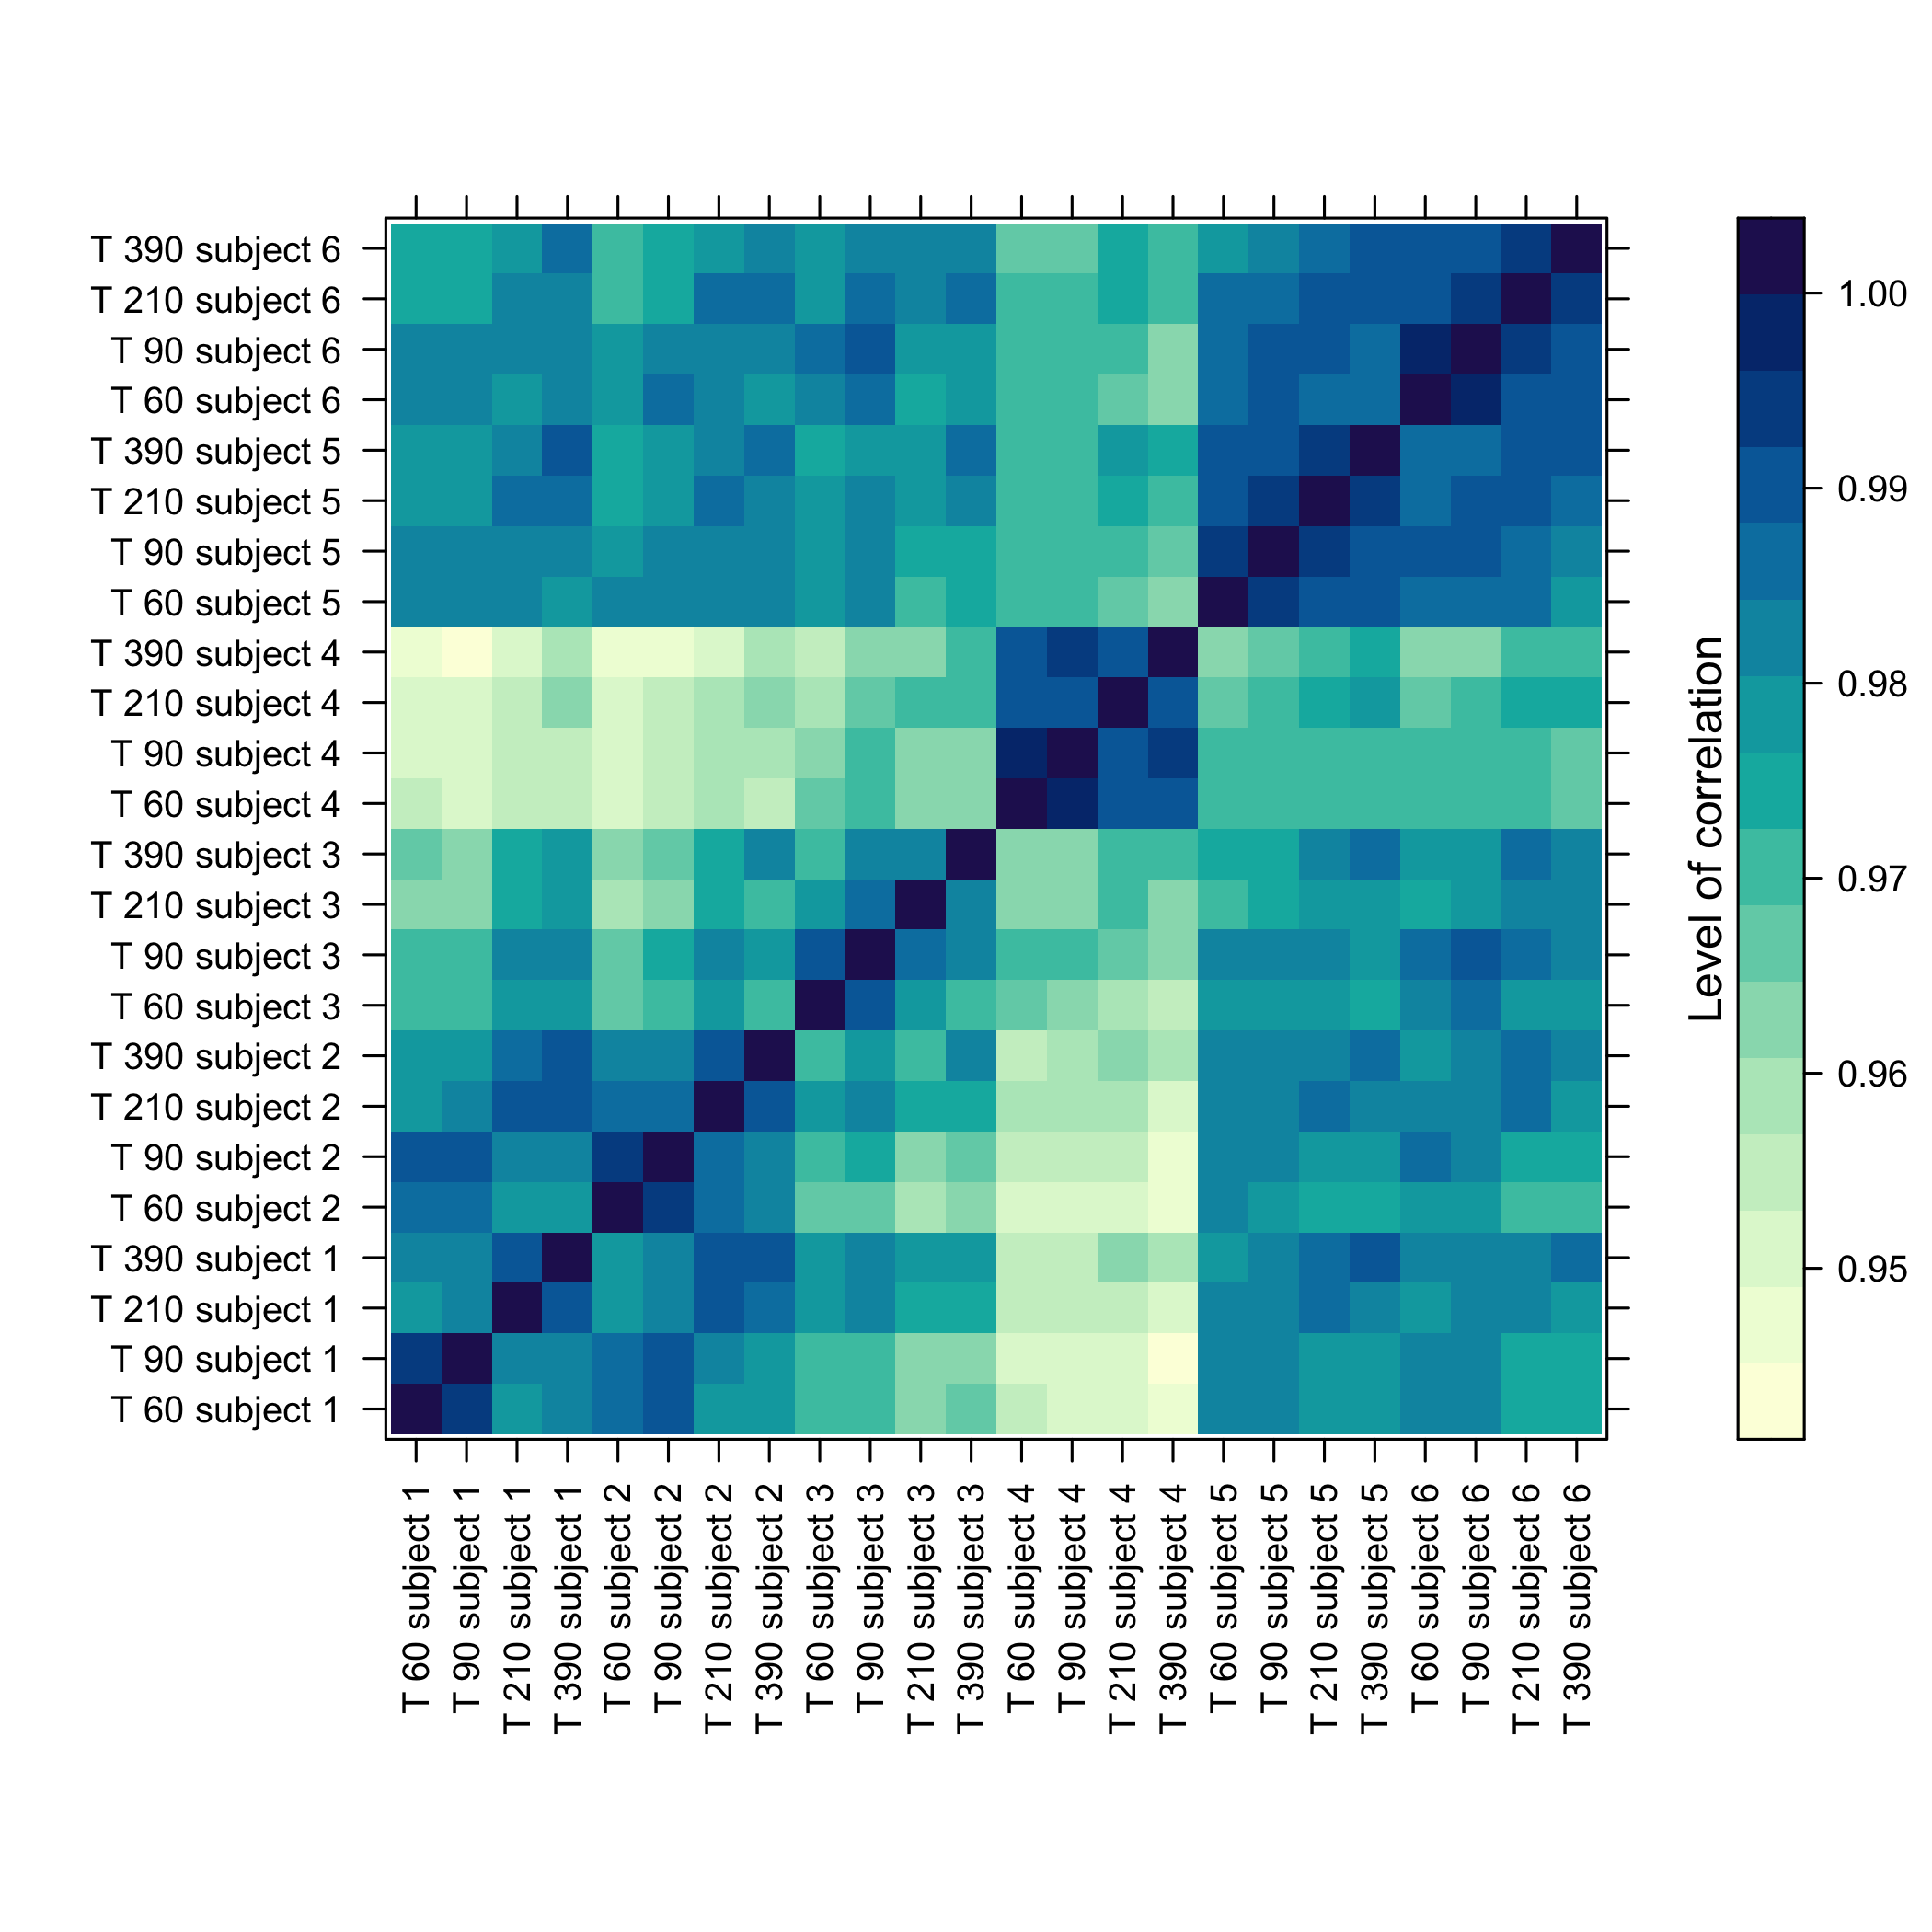 T 390 subject 6
T 210 subject 6
T 90 subject 6
T 60 subject 6
T 390 subject 5
T 210 subject 5
T 90 subject 5
T 60 subject 5
T 390 subject 4
T 210 subject 4
T 90 subject 4
T 60 subject 4
T 390 subject 3
T 210 subject 3
T 90 subject 3
T 60 subject 3
T 390 subject 2
T 210 subject 2
T 90 subject 2
T 60 subject 2
T 390 subject 1
T 210 subject 1
T 90 subject 1
T 60 subject 1
T 60 subject 1
T 90 subject 1
T 210 subject 1
T 390 subject 1
T 60 subject 2
T 90 subject 2
T 210 subject 2
T 390 subject 2
T 60 subject 3
T 90 subject 3
T 210 subject 3
T 390 subject 3
T 60 subject 4
T 90 subject 4
T 210 subject 4
T 390 subject 4
T 60 subject 5
T 90 subject 5
T 210 subject 5
T 390 subject 5
T 60 subject 6
T 90 subject 6
T 210 subject 6
T 390 subject 6
Level of correlation
1.00
0.99
0.98
0.97
0.96
0.95